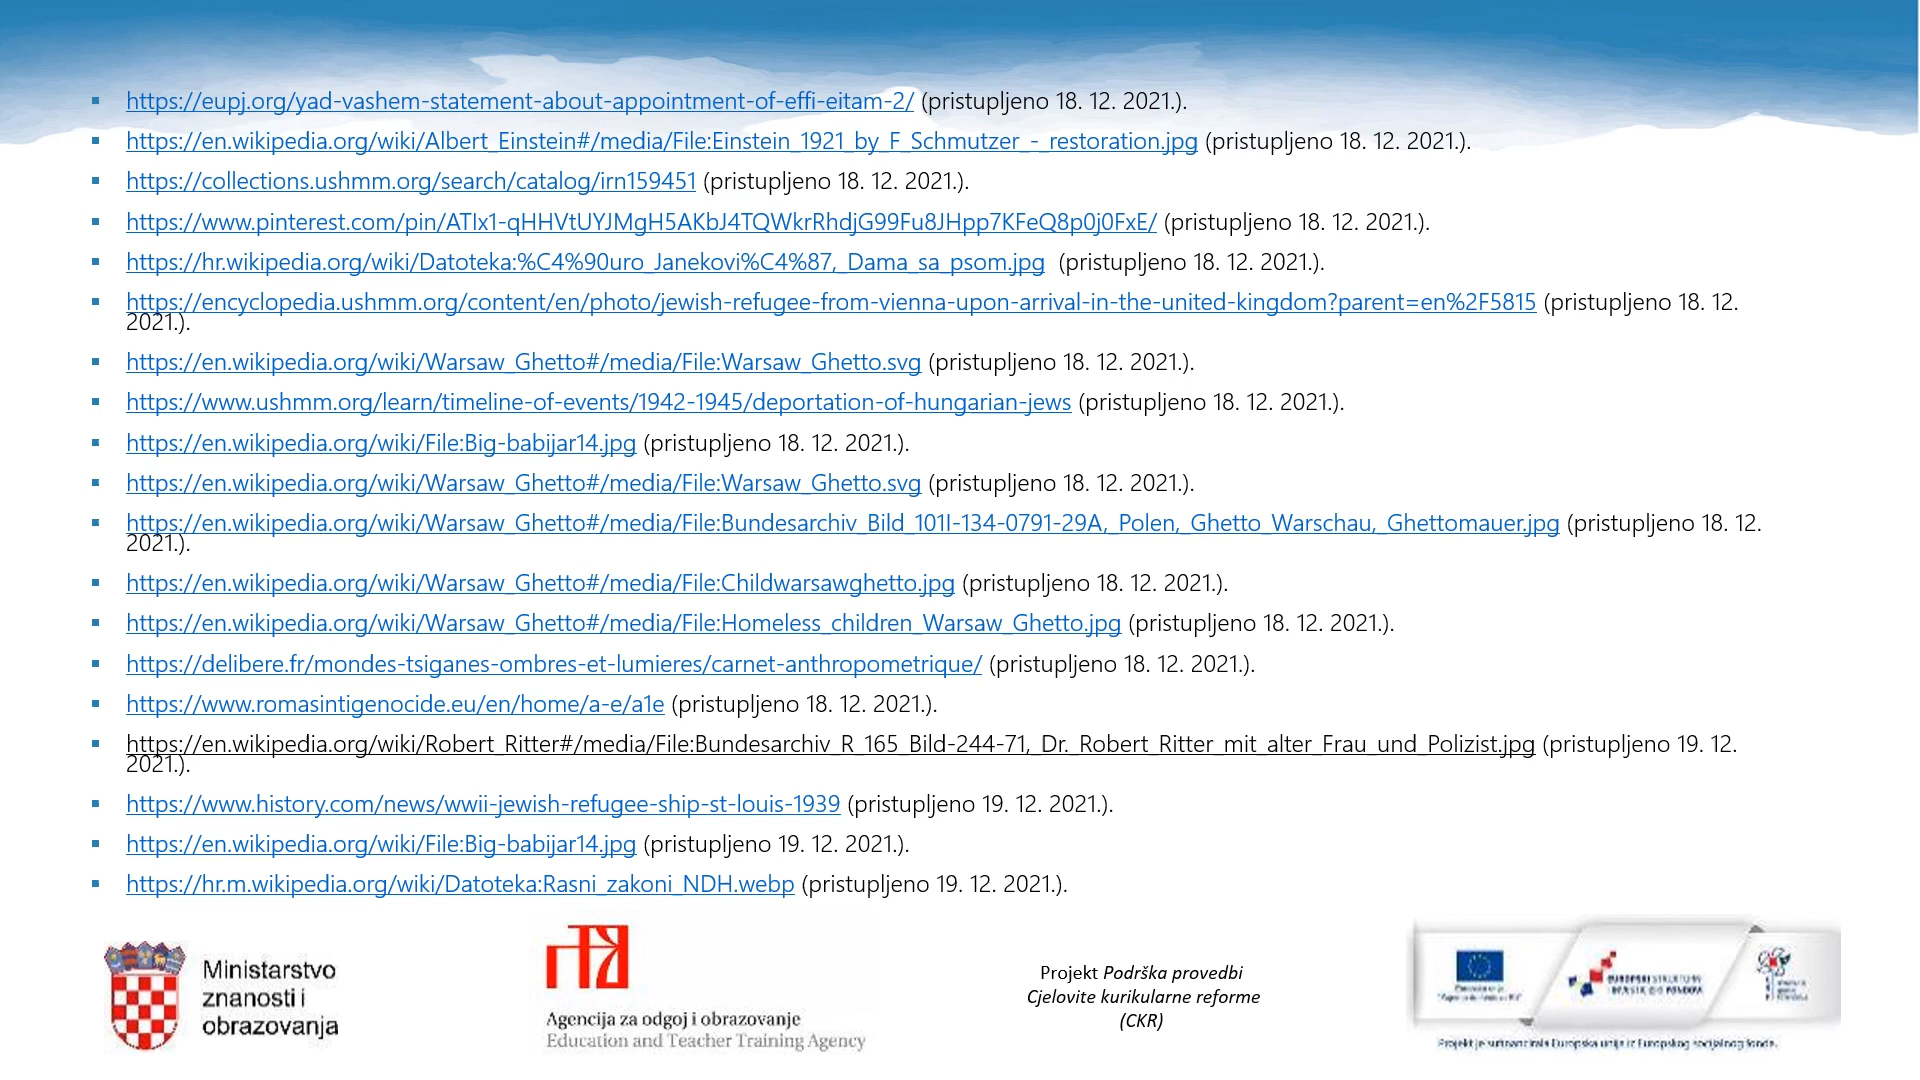 https://eupj.org/yad-vashem-statement-about-appointment-of-effi-eitam-2/ (pristupljeno 18. 12. 2021.).
https://en.wikipedia.org/wiki/Albert_Einstein#/media/File:Einstein_1921_by_F_Schmutzer_-_restoration.jpg (pristupljeno 18. 12. 2021.).
https://collections.ushmm.org/search/catalog/irn159451 (pristupljeno 18. 12. 2021.).
https://www.pinterest.com/pin/ATIx1-qHHVtUYJMgH5AKbJ4TQWkrRhdjG99Fu8JHpp7KFeQ8p0j0FxE/ (pristupljeno 18. 12. 2021.).
https://hr.wikipedia.org/wiki/Datoteka:%C4%90uro_Janekovi%C4%87,_Dama_sa_psom.jpg (pristupljeno 18. 12. 2021.).
https://encyclopedia.ushmm.org/content/en/photo/jewish-refugee-from-vienna-upon-arrival-in-the-united-kingdom?parent=en%2F5815 (pristupljeno 18. 12.
2021.).
https://en.wikipedia.org/wiki/Warsaw_Ghetto#/media/File:Warsaw_Ghetto.svg (pristupljeno 18. 12. 2021.).
https://www.ushmm.org/learn/timeline-of-events/1942-1945/deportation-of-hungarian-jews (pristupljeno 18. 12. 2021.).
https://en.wikipedia.org/wiki/File:Big-babijar14.jpg (pristupljeno 18. 12. 2021.).
https://en.wikipedia.org/wiki/Warsaw_Ghetto#/media/File:Warsaw_Ghetto.svg (pristupljeno 18. 12. 2021.).
https://en.wikipedia.org/wiki/Warsaw_Ghetto#/media/File:Bundesarchiv_Bild_101I-134-0791-29A,_Polen,_Ghetto_Warschau,_Ghettomauer.jpg (pristupljeno 18. 12.
2021.).
https://en.wikipedia.org/wiki/Warsaw_Ghetto#/media/File:Childwarsawghetto.jpg (pristupljeno 18. 12. 2021.).
https://en.wikipedia.org/wiki/Warsaw_Ghetto#/media/File:Homeless_children_Warsaw_Ghetto.jpg (pristupljeno 18. 12. 2021.).
https://delibere.fr/mondes-tsiganes-ombres-et-lumieres/carnet-anthropometrique/ (pristupljeno 18. 12. 2021.).
https://www.romasintigenocide.eu/en/home/a-e/a1e (pristupljeno 18. 12. 2021.).
https://en.wikipedia.org/wiki/Robert_Ritter#/media/File:Bundesarchiv_R_165_Bild-244-71,_Dr._Robert_Ritter_mit_alter_Frau_und_Polizist.jpg (pristupljeno 19. 12.
2021.).
https://www.history.com/news/wwii-jewish-refugee-ship-st-louis-1939 (pristupljeno 19. 12. 2021.).
https://en.wikipedia.org/wiki/File:Big-babijar14.jpg (pristupljeno 19. 12. 2021.).
https://hr.m.wikipedia.org/wiki/Datoteka:Rasni_zakoni_NDH.webp (pristupljeno 19. 12. 2021.).
Ministarstvo
znanosti i
obrazovanja
Agencija za odgoj i obrazovanje
Education and Teacher Training Agency
Projekt Podrška provedbi
Cjelovite kurikularne reforme
(CKR)
EUROPSKI STRUKTURNI
I INVESTICIJSKI FONDOVI
Projekt je sufinancirala Europska unija iz Europskog socijalnog fonda.